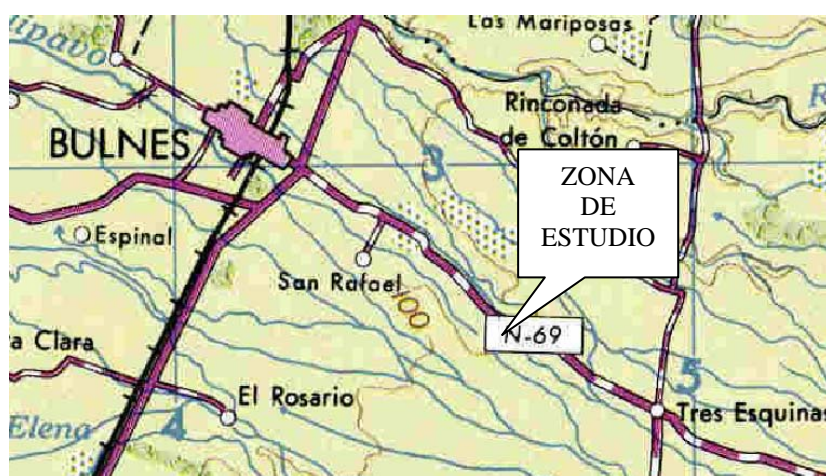 Las Mariposas
Rinconada
de Coltón
BULNES
3
ZONA
DE
ESTUDIO
Espinal
San Rafael
100
N-69
Clara
El Rosario
4
5
Tres Esquinas
Elena